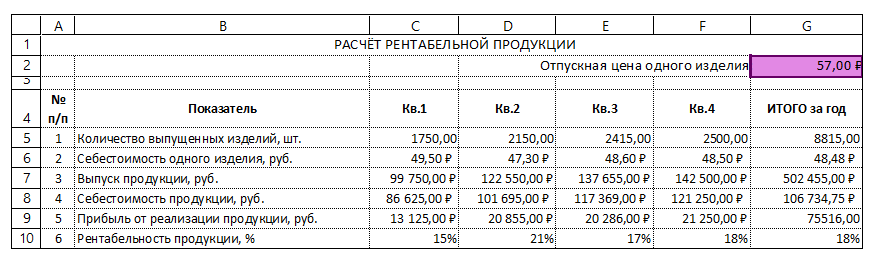 A B C D E F G
1 РАСЧЁТ РЕНТАБЕЛЬНОЙ ПРОДУКЦИИ
2 Отпускная цена одного изделия 57,00 ₽
3
4 № п/п Показатель Кв.1 Кв.2 Кв.3 Кв.4 ИТОГО за год
5 1 Количество выпущенных изделий, шт. 1750,00 2150,00 2415,00 2500,00 8815,00
6 2 Себестоимость одного изделия, руб. 49,50 ₽ 47,30 ₽ 48,60 ₽ 48,50 ₽ 48,48 ₽
7 3 Выпуск продукции, руб. 99 750,00 ₽ 122 550,00 ₽ 137 655,00 ₽ 142 500,00 ₽ 502 455,00 ₽
8 4 Себестоимость продукции, руб. 86 625,00 ₽ 101 695,00 ₽ 117 369,00 ₽ 121 250,00 ₽ 106 734,75 ₽
9 5 Прибыль от реализации продукции, руб. 13 125,00 ₽ 20 855,00 ₽ 20 286,00 ₽ 21 250,00 ₽ 75516,00
10 6 Рентабельность продукции, % 15% 21% 17% 18% 18%